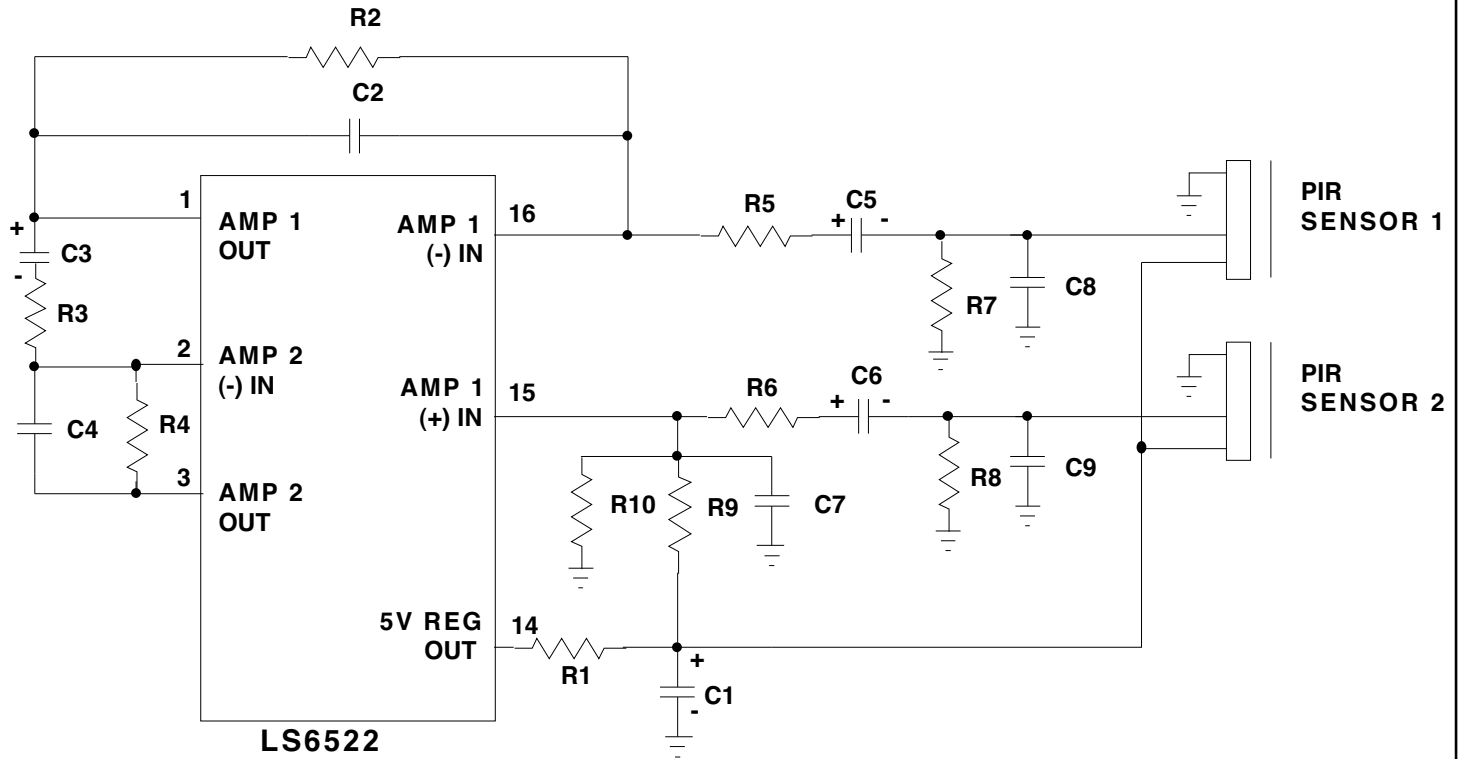 R2
C2
1
AMP 1
OUT
AMP 1
(-) IN
16
R5
C5
+
-
PIR
SENSOR 1
+
C3
-
R3
R7
C8
2
AMP 2
(-) IN
AMP 1
(+) IN
15
R6
C6
+
-
PIR
SENSOR 2
C4
R4
R8
C9
3
AMP 2
OUT
R10
R9
C7
5V REG
OUT
14
R1
+
C1
-
LS6522